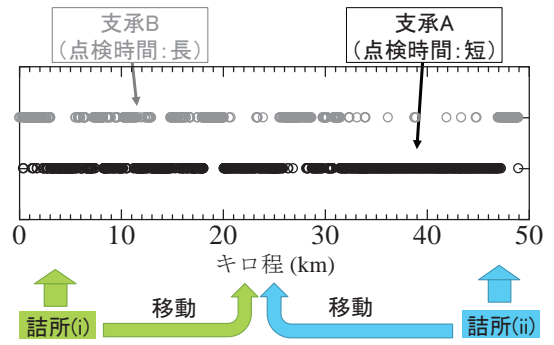 支承B
(点検時間:長)
支承A
(点検時間:短)
0 10 20 30 40 50
キロ程 (km)
移動 移動
詰所(i) 詰所(ii)